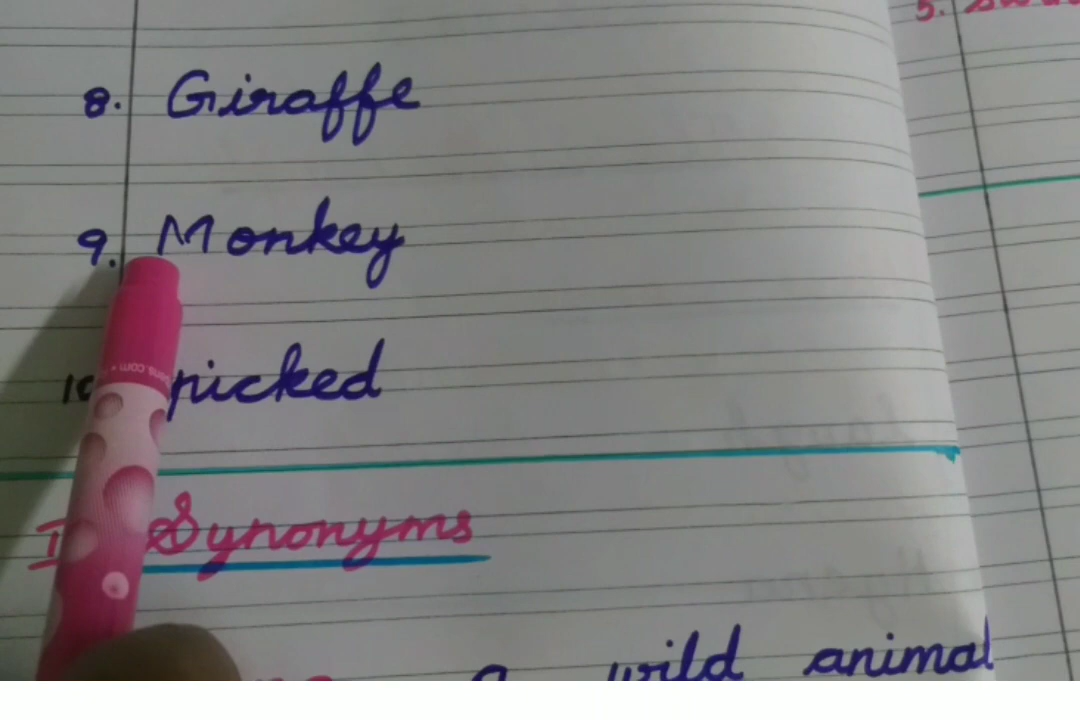 8. Giraffe
9. Monkey
picked
Synonyms
wild animal